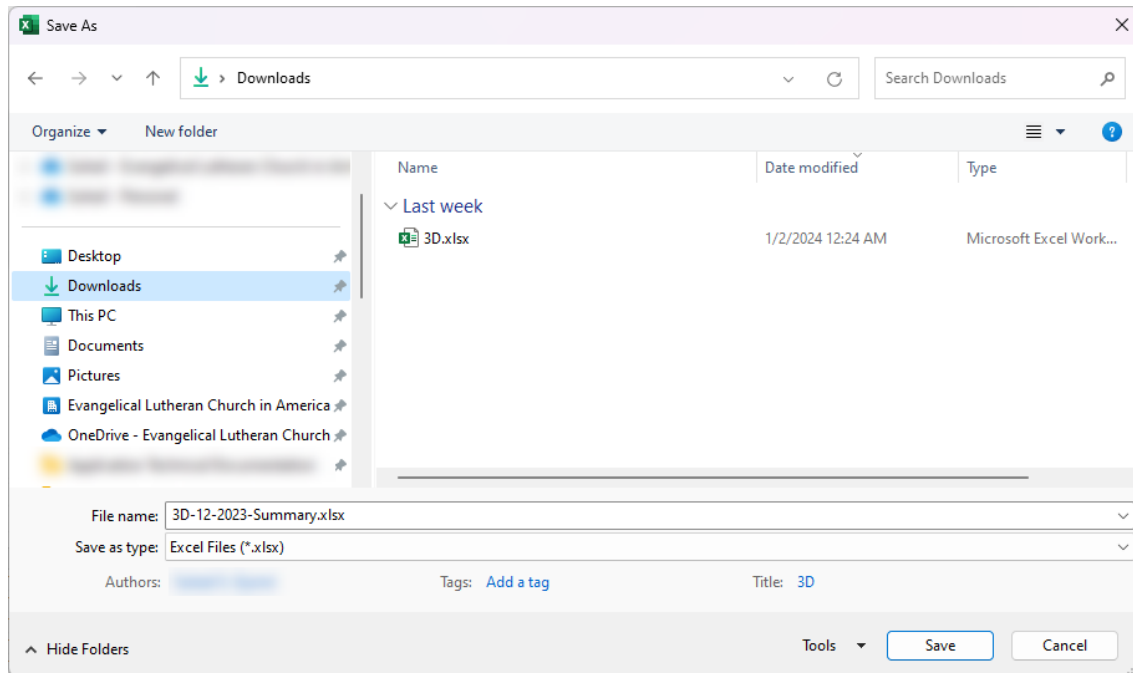 Save As
Downloads
Search Downloads
Organize
New folder
Name
Date modified
Type
Last week
3D.xlsx
1/2/2024 12:24 AM
Microsoft Excel Work...
Desktop
Downloads
This PC
Documents
Pictures
Evangelical Lutheran Church in America
OneDrive - Evangelical Lutheran Church
File name: 3D-12-2023-Summary.xlsx
Save as type: Excel Files (*.xlsx)
Authors:
Tags: Add a tag
Title: 3D
Hide Folders
Tools
Save
Cancel